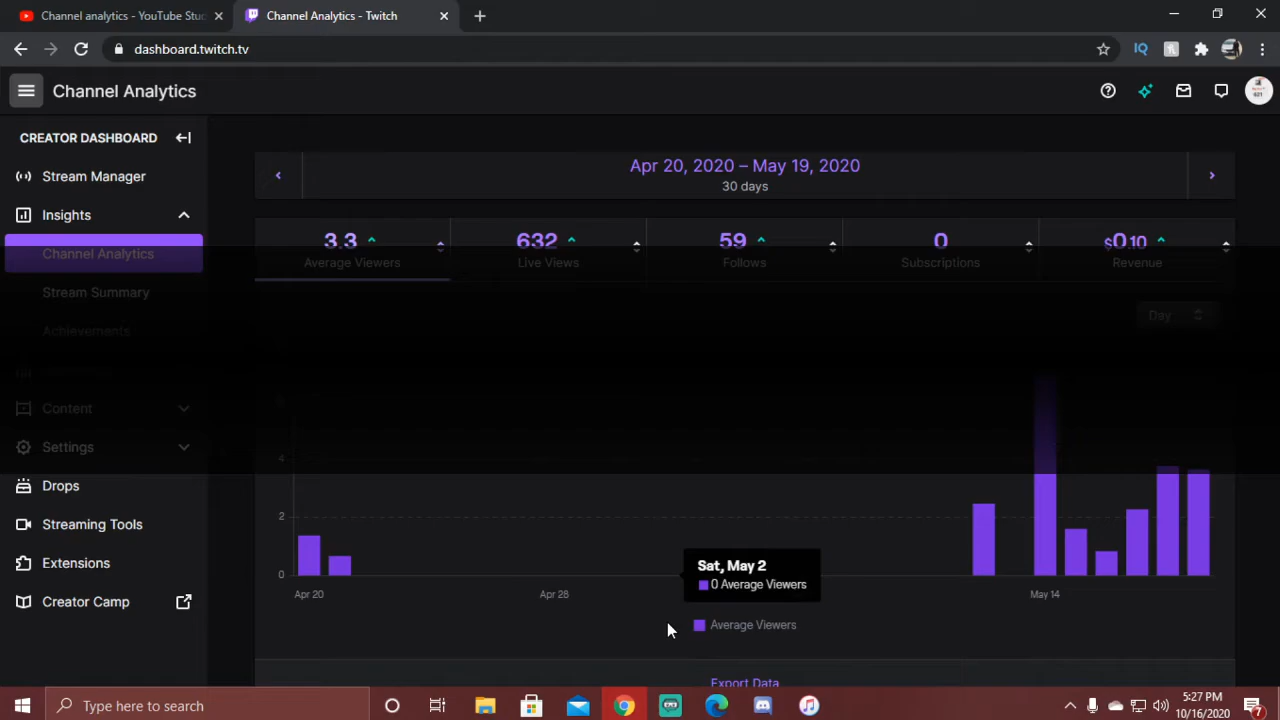 Channel analytics - YouTube Stu
Channel Analytics - Twitch
dashboard.twitch.tv
Channel Analytics
CREATOR DASHBOARD
Stream Manager
Insights
Channel Analytics
Stream Summary
Achievements
Content
Settings
Drops
Streaming Tools
Extensions
Creator Camp
Apr 20, 2020 – May 19, 2020
30 days
3.3
Average Viewers
632
Live Views
59
Follows
0
Subscriptions
$0.10
Revenue
Day
4
2
0
Sat, May 2
0 Average Viewers
Apr 20
Apr 28
May 14
Average Viewers
Export Data
Type here to search
5:27 PM
10/16/2020
7